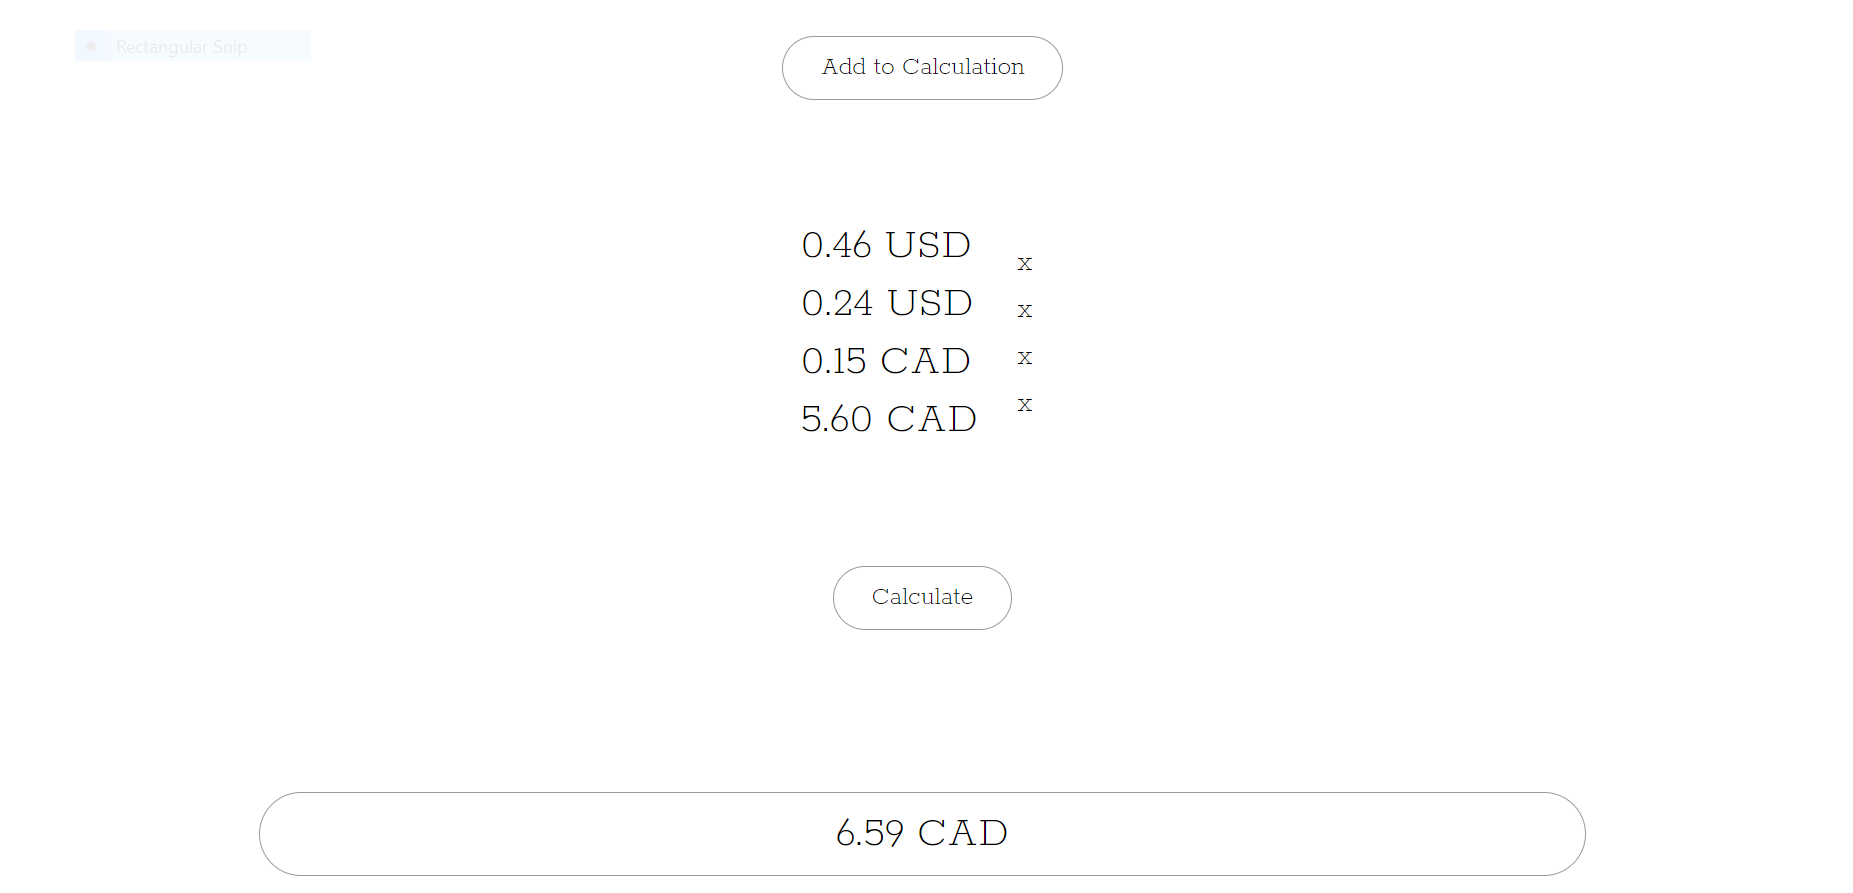 Rectangular Snip
Add to Calculation
0.46 USD
x
0.24 USD
x
0.15 CAD
x
5.60 CAD
x
Calculate
6.59 CAD